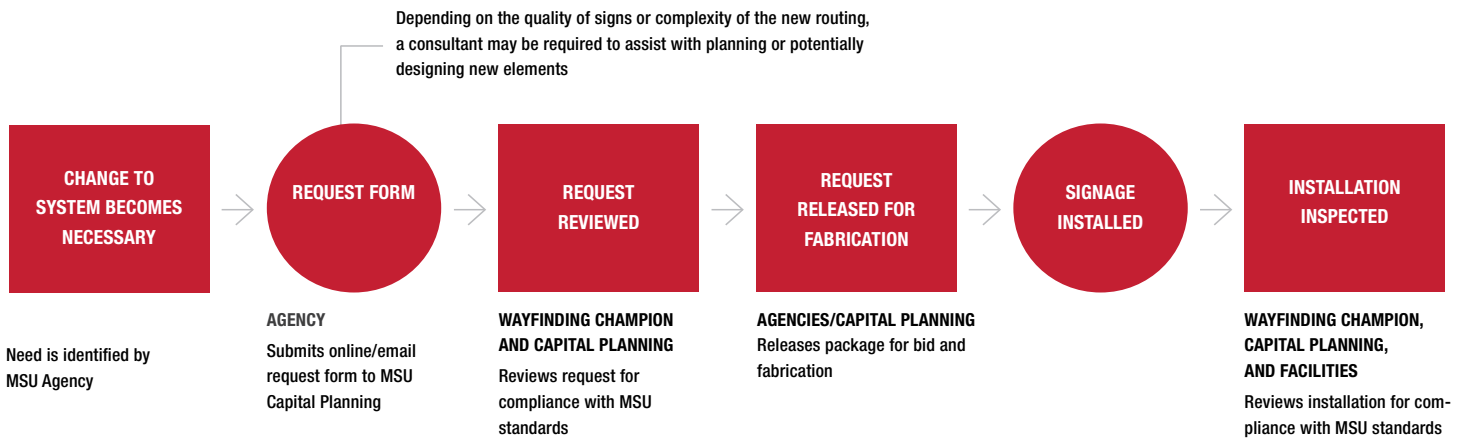 Depending on the quality of signs or complexity of the new routing,
a consultant may be required to assist with planning or potentially
designing new elements
CHANGE TO
SYSTEM BECOMES
NECESSARY
Need is identified by
MSU Agency
REQUEST FORM
AGENCY
Submits online/email
request form to MSU
Capital Planning
REQUEST
REVIEWED
WAYFINDING CHAMPION
AND CAPITAL PLANNING
Reviews request for
compliance with MSU
standards
REQUEST
RELEASED FOR
FABRICATION
AGENCIES/CAPITAL PLANNING
Releases package for bid and
fabrication
SIGNAGE
INSTALLED
INSTALLATION
INSPECTED
WAYFINDING CHAMPION,
CAPITAL PLANNING,
AND FACILITIES
Reviews installation for com-
pliance with MSU standards